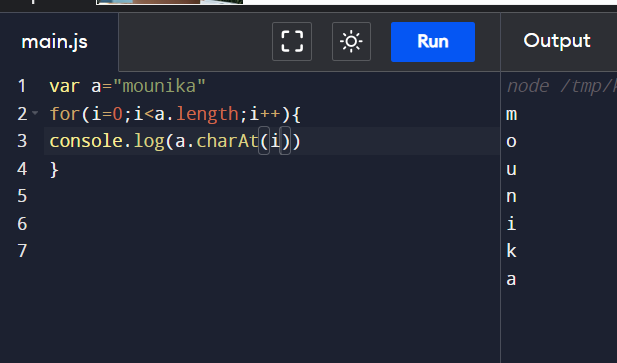 main.js
Run
Output
1 var a="mounika"
2 for(i=0;i<a.length;i++){
3 console.log(a.charAt(i))
4 }
5
6
7
node /tmp/
m
o
u
n
i
k
a